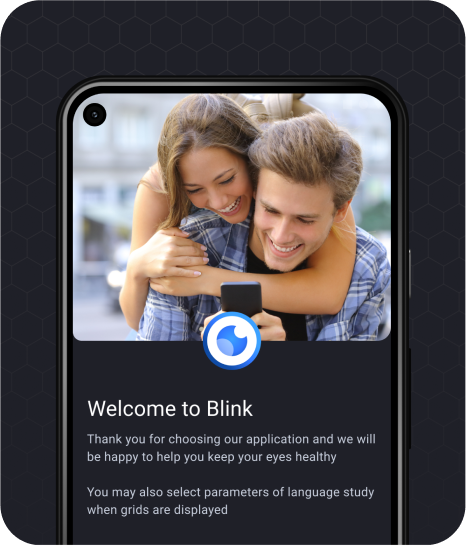 Welcome to Blink
Thank you for choosing our application and we will
be happy to help you keep your eyes healthy
You may also select parameters of language study
when grids are displayed